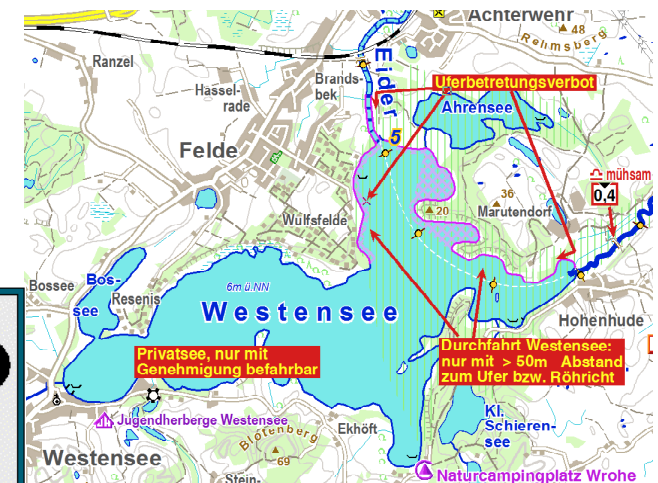 Achterwehr
48
Relmsberg
Ranzel
Eider
Brands-
bek
Hassel-
rade
Uferbetretungsverbot
Ahrensee
5
Felde
mühsam
0,4
36
20
Marutendorf
Wulfsfelde
Bossee
Bos-
see
Resenis
6m ü.NN
Westensee
Hohenhude
Privatsee, nur mit
Genehmigung befahrbar
Durchfahrt Westensee:
nur mit > 50m Abstand
zum Ufer bzw. Röhricht
Jugendherberge Westensee
Blotenberg
69
Ekhöft
Kl.
Schieren-
see
Westensee
Stein-
Naturcampingplatz Wrohe